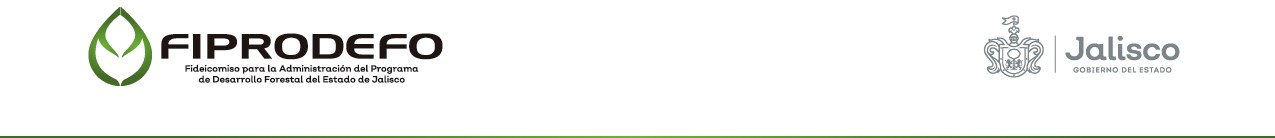 FIPRODEFO
Fideicomiso para la Administración del Programa
de Desarrollo Forestal del Estado de Jalisco
Jalisco
GOBIERNO DEL ESTADO